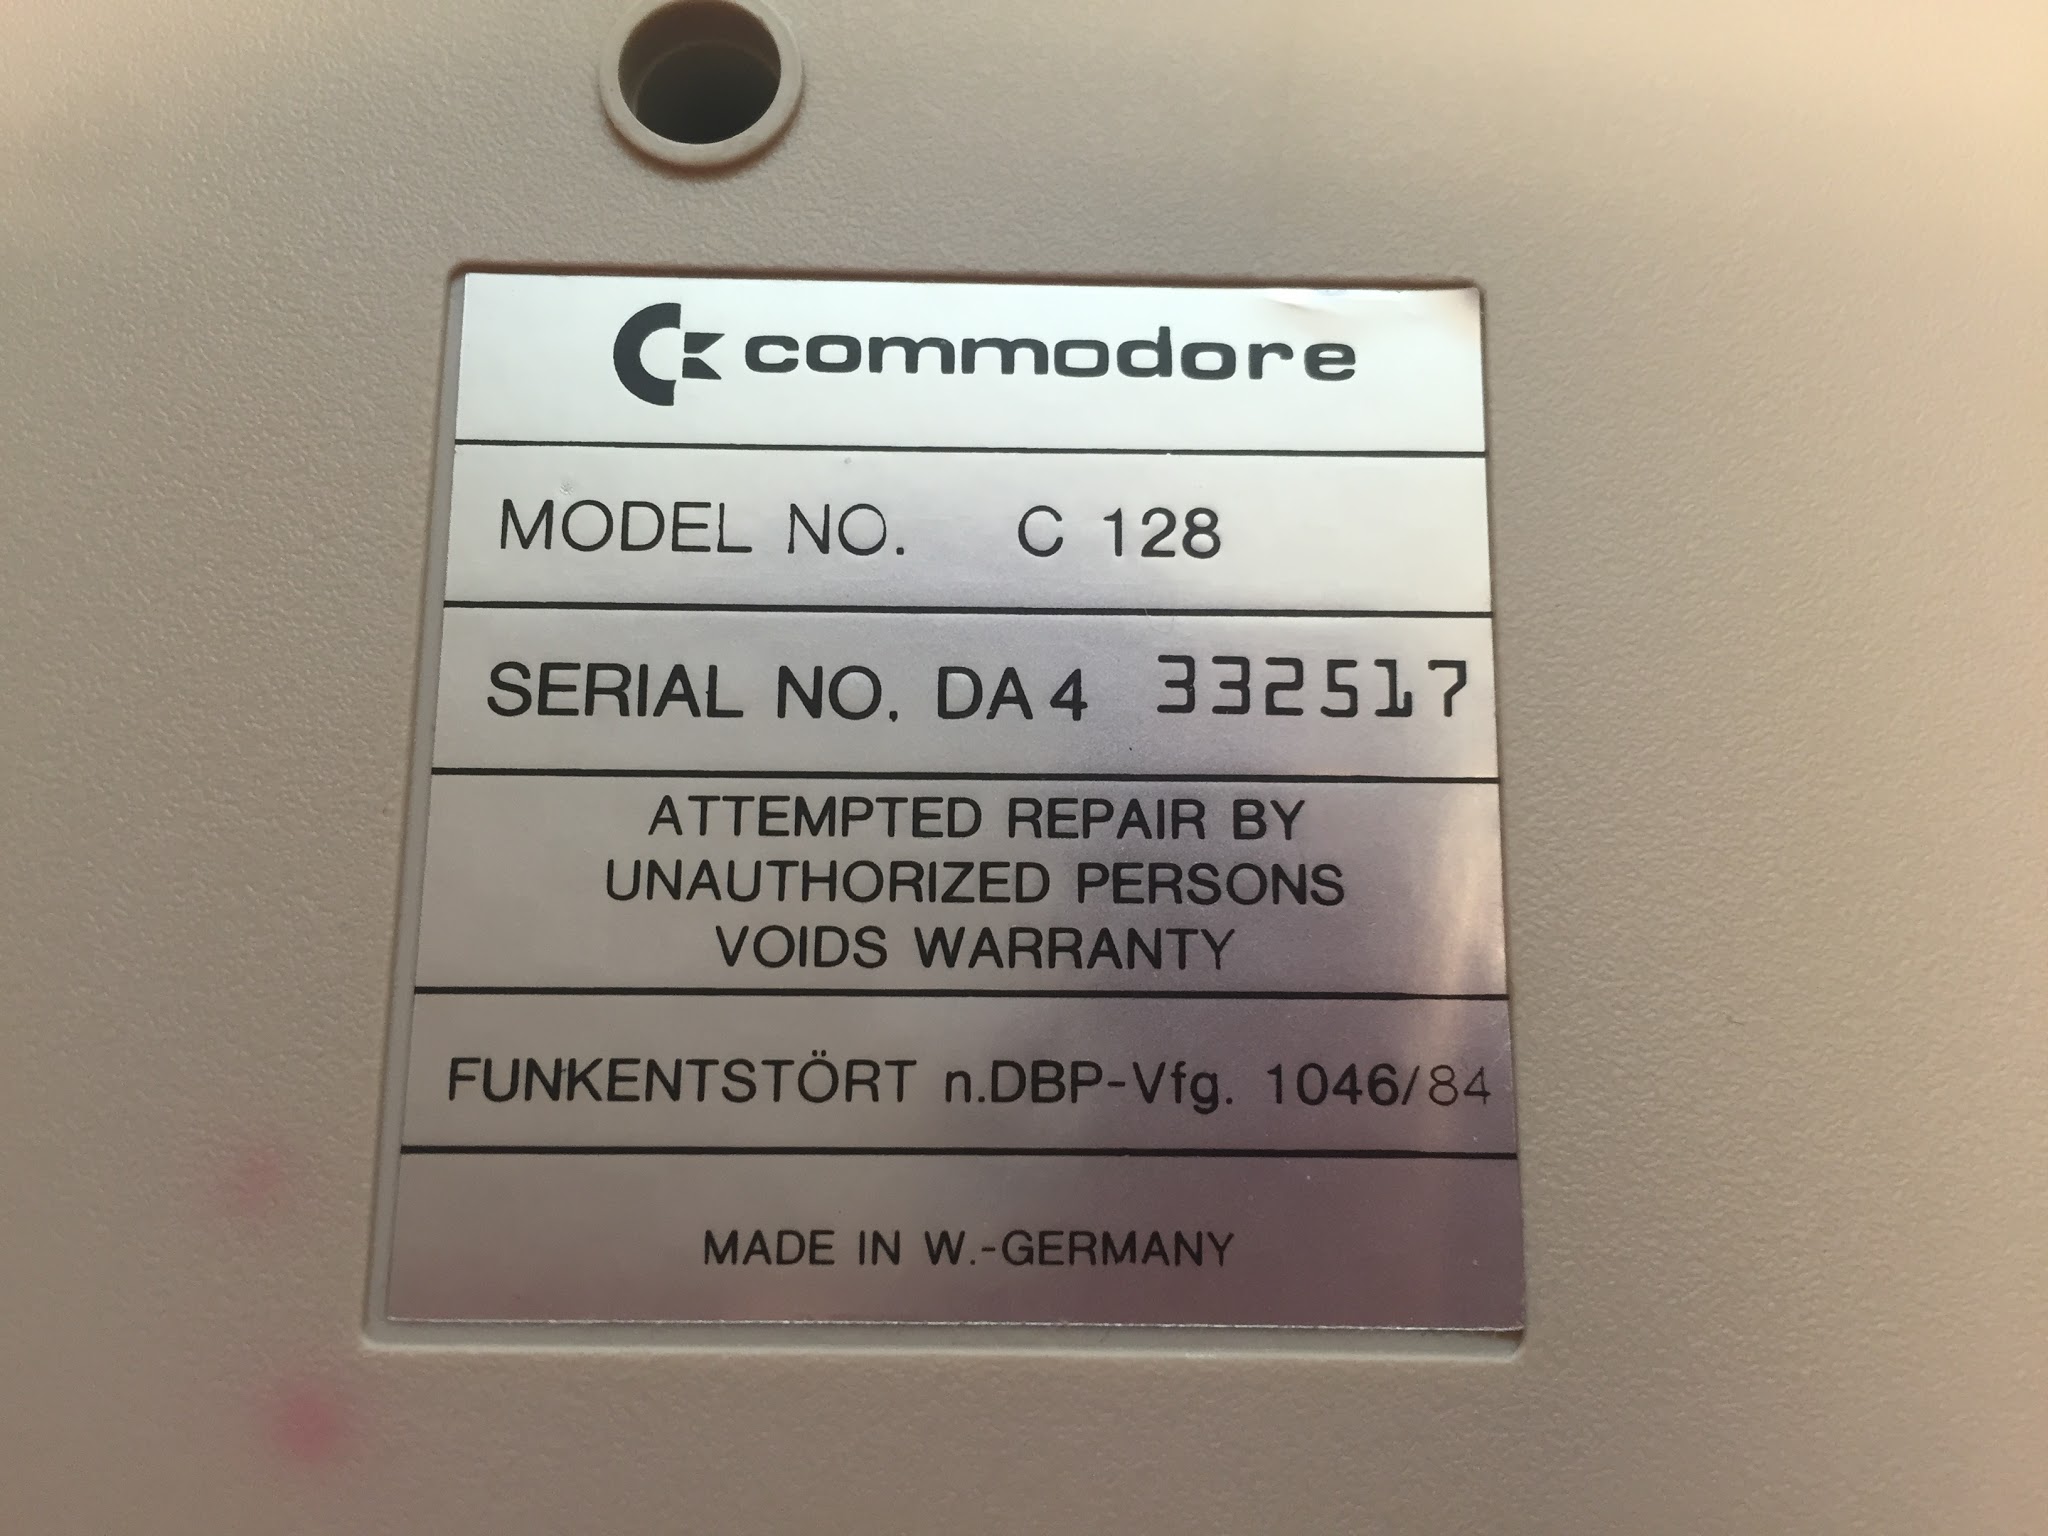 commodore
MODEL NO. C 128
SERIAL NO. DA4 332517
ATTEMPTED REPAIR BY
UNAUTHORIZED PERSONS
VOIDS WARRANTY
FUNKENTSTÖRT n.DBP-Vfg. 1046/84
MADE IN W.-GERMANY